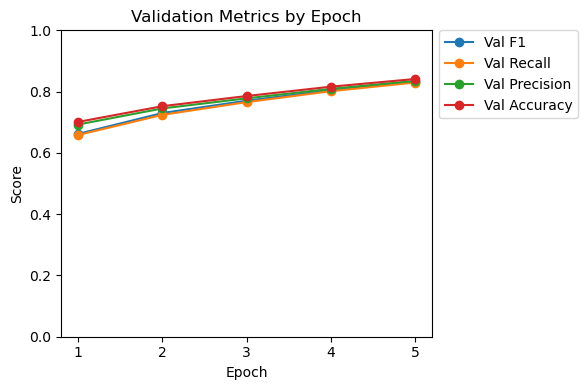 Validation Metrics by Epoch
1.0
0.8
0.6
0.4
0.2
0.0
Score
1 2 3 4 5
Epoch
Val F1
Val Recall
Val Precision
Val Accuracy